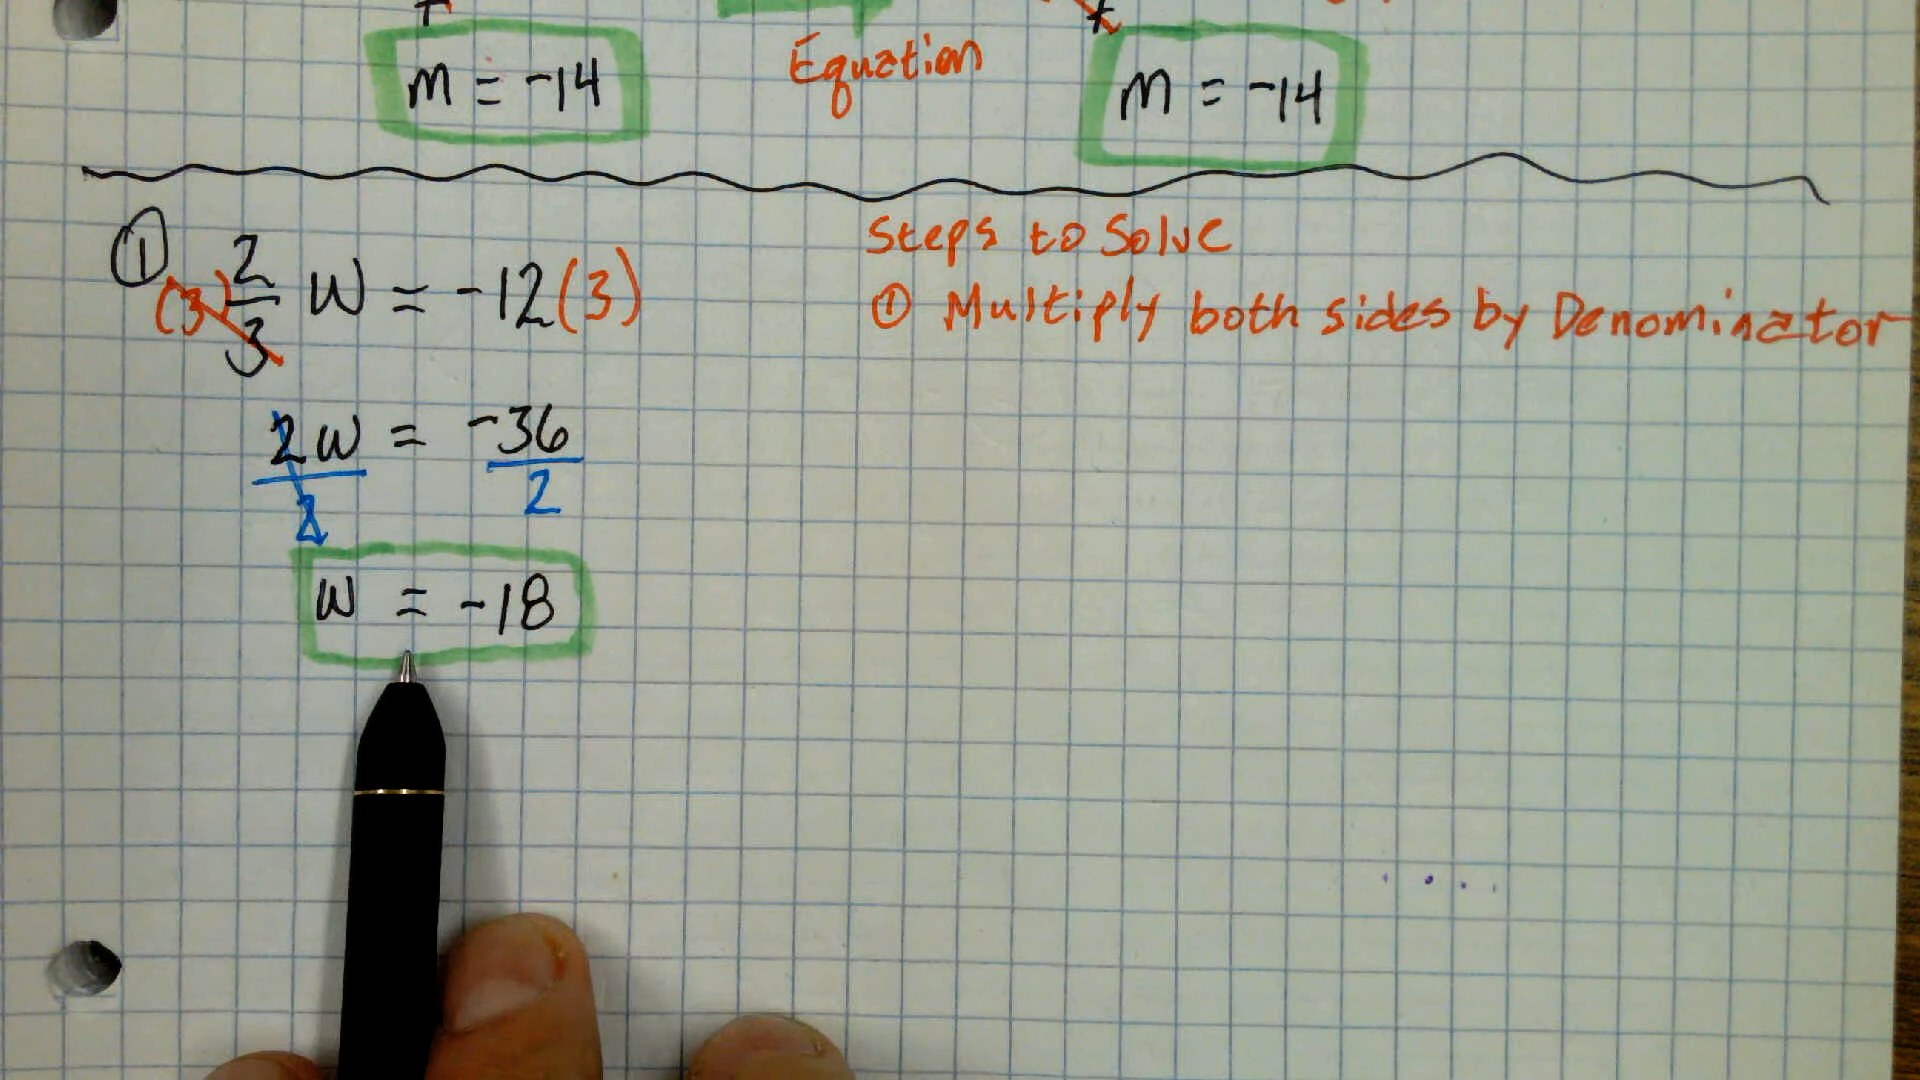 m = -14
Equation
m = -14
① (3) 2/3 W = -12(3)
2w = -36
2 2
w = -18
Steps to Solve
① Multiply both sides by Denominator